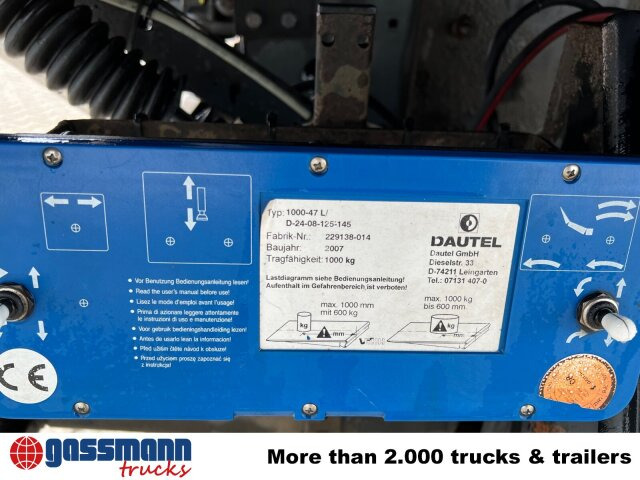 Typ: 1000-47 L/
D-24-08-125-145
Fabrik-Nr.: 229138-014
Baujahr: 2007
Tragfähigkeit: 1000 kg
DAUTEL
Dautel GmbH
Dieselstr. 33
D-74211 Leingarten
Tel.: 07131 407-0
Lastdiagramm siehe Bedienungsanleitung!
Aufenthalt im Gefahrenbereich ist verboten!
max. 1000 mm
mit 600 kg
max. 1000 kg
bis 600 mm
kg
mm
kg
mm
Vor Benutzung Bedienungsanleitung lesen!
Read the user's manual before use!
Lisez le mode d'emploi avant l'usage!
Prima di azionare leggere attentamente
le istruzioni di uso e manutenzione!
Voor gebruik bedieningshandleiding lezen!
Antes de usarlo lean la informacion!
Před užitím čtěte návod k obsluze!
Przed użyciem proszę zapoznać się
z instrukcja!
CE
gassmann
trucks
More than 2.000 trucks & trailers